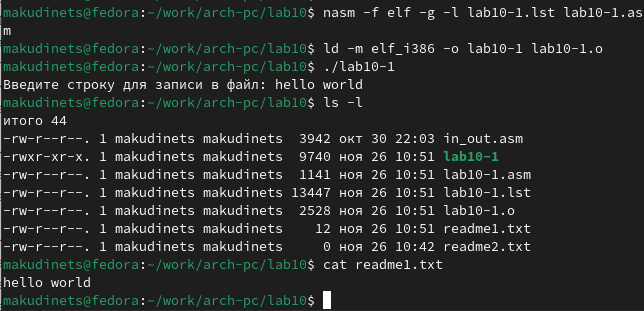 makudinets@fedora:~/work/arch-pc/lab10$ nasm -f elf -g -l lab10-1.lst lab10-1.as
m
makudinets@fedora:~/work/arch-pc/lab10$ ld -m elf_i386 -o lab10-1 lab10-1.o
makudinets@fedora:~/work/arch-pc/lab10$ ./lab10-1
Введите строку для записи в файл: hello world
makudinets@fedora:~/work/arch-pc/lab10$ ls -l
итого 44
-rw-r--r--. 1 makudinets makudinets  3942 окт 30 22:03 in_out.asm
-rwxr-xr-x. 1 makudinets makudinets  9740 ноя 26 10:51 lab10-1
-rw-r--r--. 1 makudinets makudinets  1141 ноя 26 10:51 lab10-1.asm
-rw-r--r--. 1 makudinets makudinets 13447 ноя 26 10:51 lab10-1.lst
-rw-r--r--. 1 makudinets makudinets  2528 ноя 26 10:51 lab10-1.o
-rw-r--r--. 1 makudinets makudinets    12 ноя 26 10:51 readme1.txt
-rw-r--r--. 1 makudinets makudinets     0 ноя 26 10:42 readme2.txt
makudinets@fedora:~/work/arch-pc/lab10$ cat readme1.txt
hello world
makudinets@fedora:~/work/arch-pc/lab10$